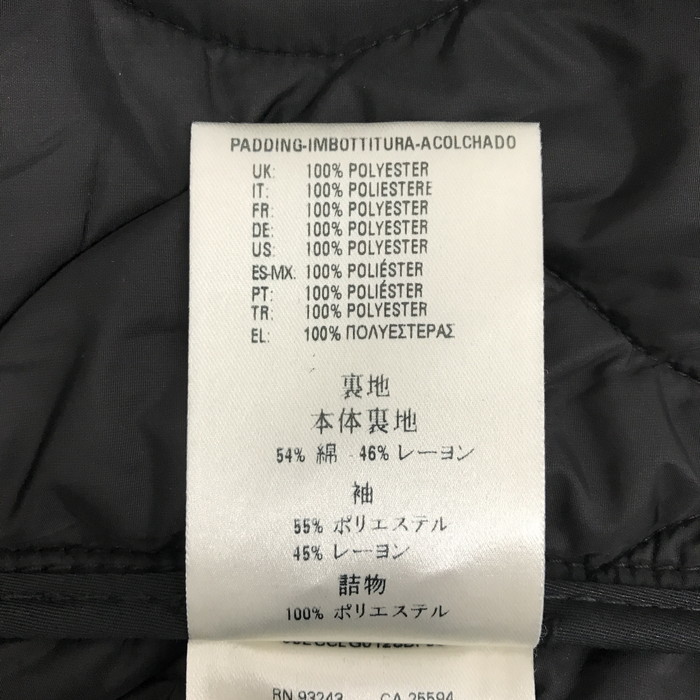 PADDING-IMBOTTITURA-ACOLCHADO
UK: 100% POLYESTER
IT: 100% POLIESTERE
FR: 100% POLYESTER
DE: 100% POLYESTER
US: 100% POLYESTER
ES-MX: 100% POLIÉSTER
PT: 100% POLIÉSTER
TR: 100% POLYESTER
EL: 100% ΠΟΛΥΕΣΤΕΡΑΣ
裏地
本体裏地
54% 綿 46% レーヨン
袖
55% ポリエステル
45% レーヨン
詰物
100% ポリエステル
RN 93243 CA 25594